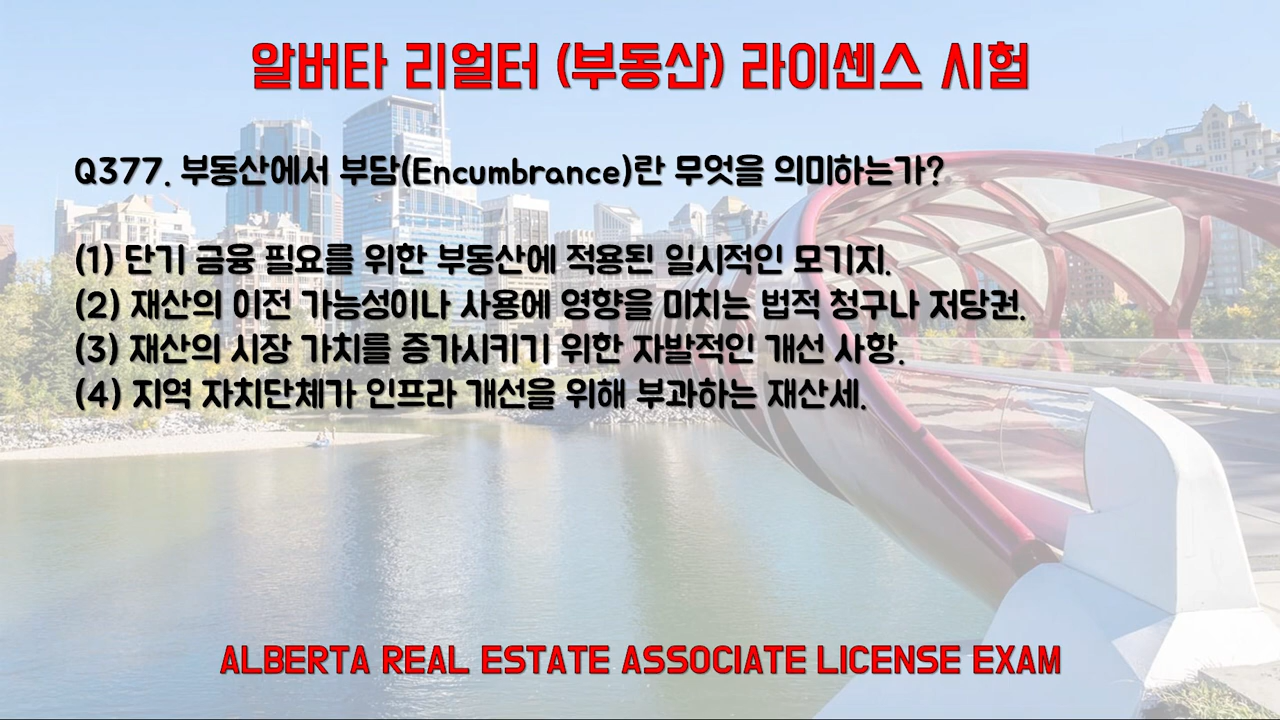 알버타 리얼터 (부동산) 라이센스 시험
Q377. 부동산에서 부담(Encumbrance)란 무엇을 의미하는가?
(1) 단기 금융 필요를 위한 부동산에 적용된 일시적인 모기지.
(2) 재산의 이전 가능성이나 사용에 영향을 미치는 법적 청구나 저당권.
(3) 재산의 시장 가치를 증가시키기 위한 자발적인 개선 사항.
(4) 지역 자치단체가 인프라 개선을 위해 부과하는 재산세.
ALBERTA REAL ESTATE ASSOCIATE LICENSE EXAM